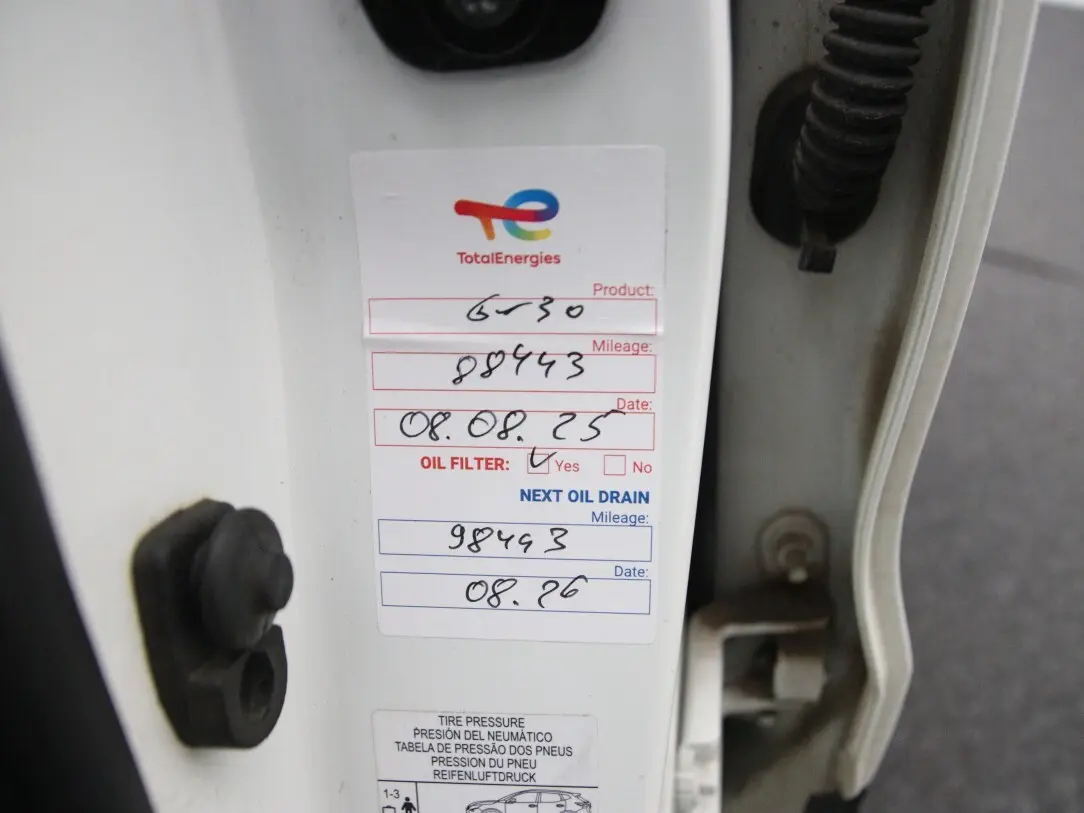 TotalEnergies
Product:
5-30
Mileage:
88443
Date:
08.08.25
OIL FILTER: Yes No
NEXT OIL DRAIN
Mileage:
98443
Date:
08.26
TIRE PRESSURE
PRESIÓN DEL NEUMÁTICO
TABELA DE PRESSÃO DOS PNEUS
PRESSION DU PNEU
REIFENLUFTDRUCK
1-3